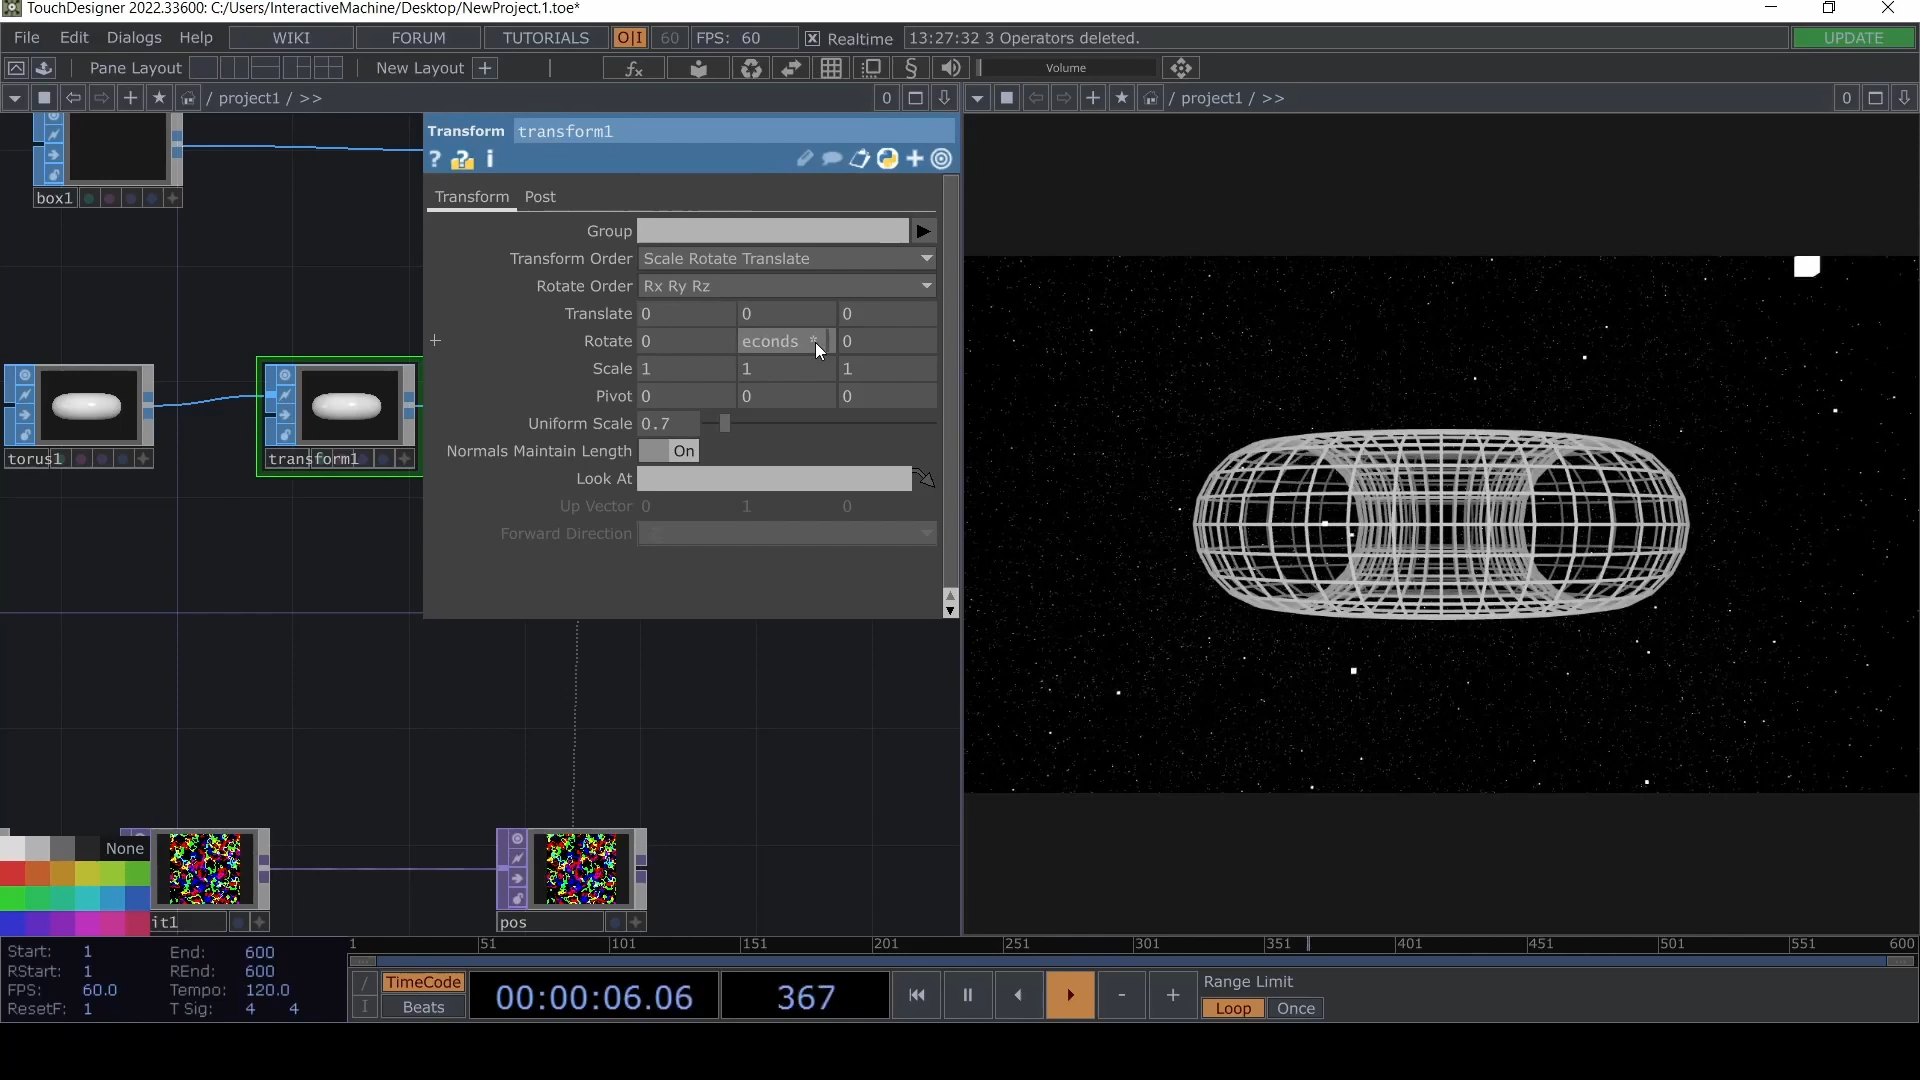 TouchDesigner 2022.33600: C:/Users/InteractiveMachine/Desktop/NewProject.1.toe*
File Edit Dialogs Help WIKI FORUM TUTORIALS O|I 60 FPS: 60 Realtime 13:27:32 3 Operators deleted. UPDATE
Pane Layout New Layout + Volume
/ project1 / >> 0 / project1 / >> 0
Transform transform1
? ? i
box1
Transform Post
Group
Transform Order Scale Rotate Translate
Rotate Order Rx Ry Rz
Translate 0 0 0
Rotate 0 econds * 0
Scale 1 1 1
Pivot 0 0 0
Uniform Scale 0.7
Normals Maintain Length On
torus1 transform1
Look At
Up Vector 0 1 0
Forward Direction
None
it1 pos
Start: 1 End: 600
RStart: 1 REnd: 600
FPS: 60.0 Tempo: 120.0
ResetF: 1 T Sig: 4 4
1 51 101 151 201 251 301 351 401 451 501 551 600
TimeCode
Beats
00:00:06.06 367
Range Limit
Loop Once